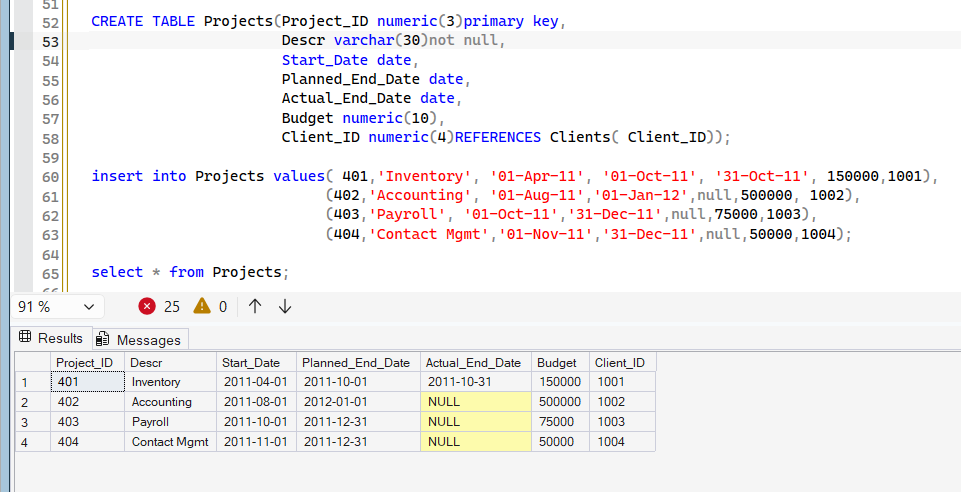 51
52 CREATE TABLE Projects(Project_ID numeric(3)primary key,
53 Descr varchar(30)not null,
54 Start_Date date,
55 Planned_End_Date date,
56 Actual_End_Date date,
57 Budget numeric(10),
58 Client_ID numeric(4)REFERENCES Clients( Client_ID));
59
60 insert into Projects values( 401,'Inventory', '01-Apr-11', '01-Oct-11', '31-Oct-11', 150000,1001),
61 (402,'Accounting', '01-Aug-11','01-Jan-12',null,500000, 1002),
62 (403,'Payroll', '01-Oct-11','31-Dec-11',null,75000,1003),
63 (404,'Contact Mgmt','01-Nov-11','31-Dec-11',null,50000,1004);
64
65 select * from Projects;
66
91 % 25 0
Results Messages
Project_ID Descr Start_Date Planned_End_Date Actual_End_Date Budget Client_ID
1 401 Inventory 2011-04-01 2011-10-01 2011-10-31 150000 1001
2 402 Accounting 2011-08-01 2012-01-01 NULL 500000 1002
3 403 Payroll 2011-10-01 2011-12-31 NULL 75000 1003
4 404 Contact Mgmt 2011-11-01 2011-12-31 NULL 50000 1004